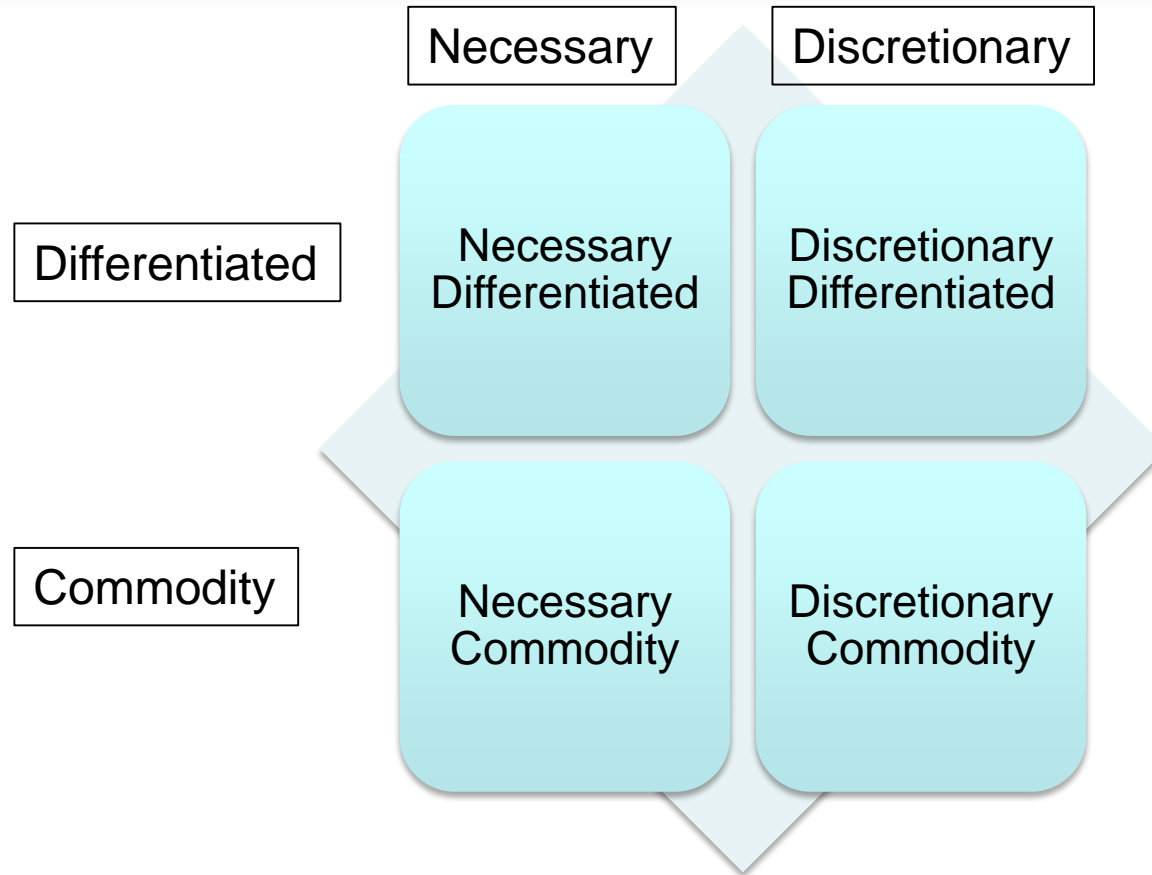 Necessary
Discretionary
Differentiated
Necessary
Differentiated
Discretionary
Differentiated
Commodity
Necessary
Commodity
Discretionary
Commodity